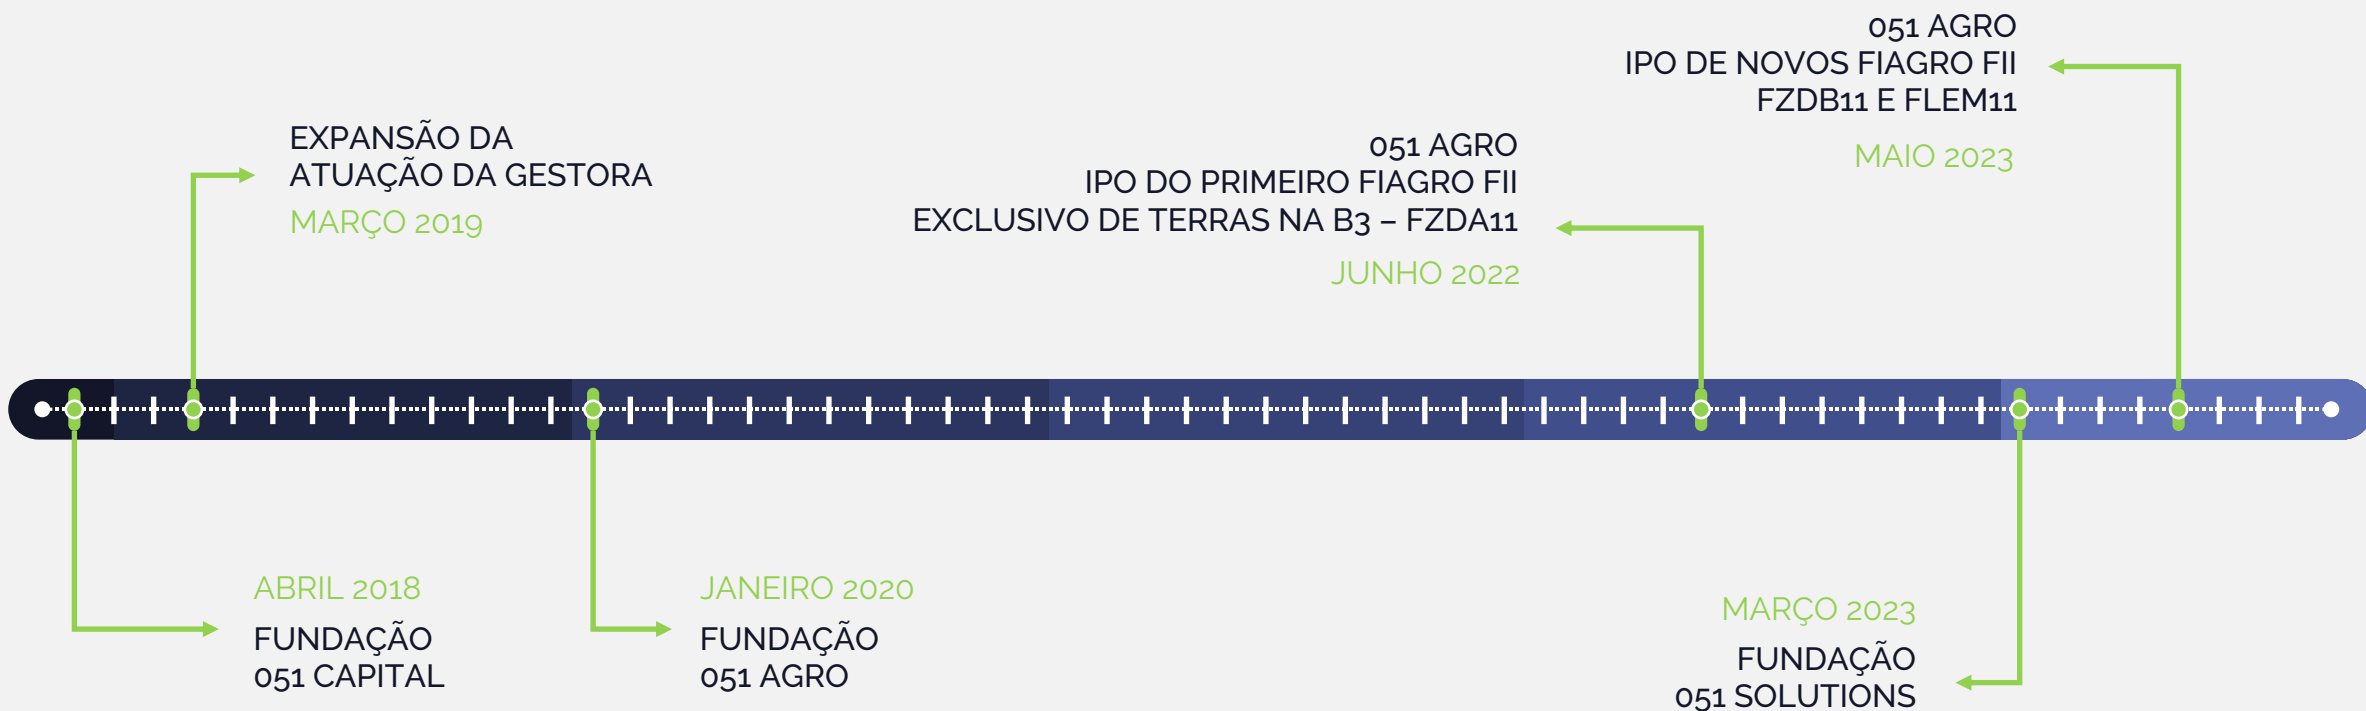 051 AGRO
IPO DE NOVOS FIAGRO FII
FZDB11 E FLEM11
MAIO 2023
EXPANSÃO DA
ATUAÇÃO DA GESTORA
MARÇO 2019
051 AGRO
IPO DO PRIMEIRO FIAGRO FII
EXCLUSIVO DE TERRAS NA B3 – FZDA11
JUNHO 2022
ABRIL 2018
FUNDAÇÃO
051 CAPITAL
JANEIRO 2020
FUNDAÇÃO
051 AGRO
MARÇO 2023
FUNDAÇÃO
051 SOLUTIONS